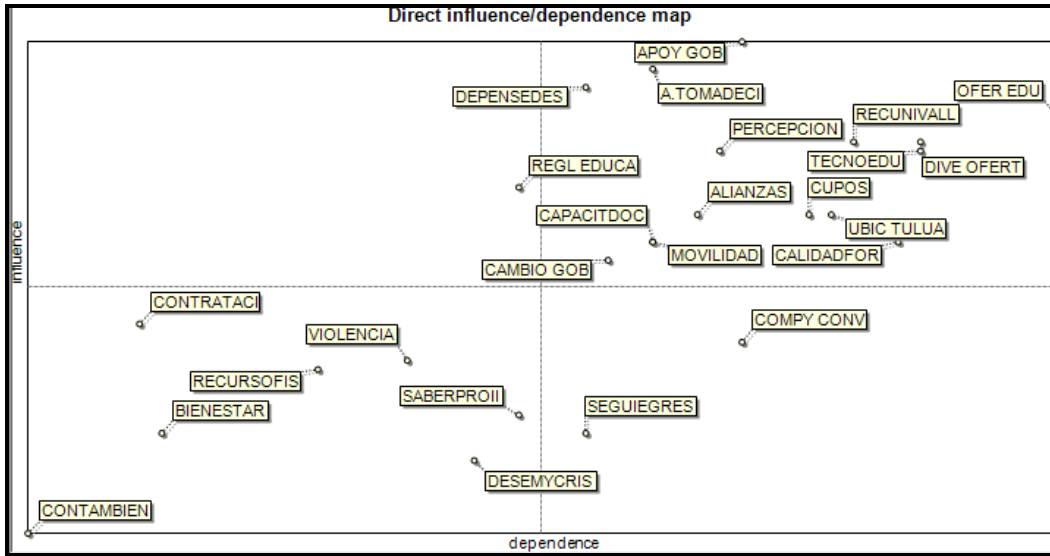 Direct influence/dependence map
APOY GOB
DEPENSEDES
A.TOMADECI
OFER EDU
RECUNIVALL
PERCEPCION
TECNOEDU
DIVE OFERT
REGL EDUCA
ALIANZAS
CUPOS
CAPACITDOC
UBIC TULUA
MOVILIDAD
CALIDADFOR
CAMBIO GOB
influence
CONTRATACI
COMPY CONV
VIOLENCIA
RECURSOFIS
SABERPROII
SEGUIEGRES
BIENESTAR
DESEMYCRIS
CONTAMBIEN
dependence